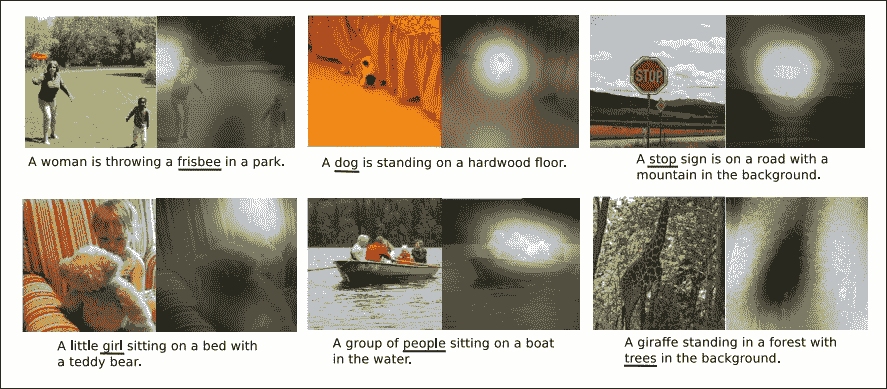 STOP
A woman is throwing a frisbee in a park.
A dog is standing on a hardwood floor.
A stop sign is on a road with a
mountain in the background.
A little girl sitting on a bed with
a teddy bear.
A group of people sitting on a boat
in the water.
A giraffe standing in a forest with
trees in the background.